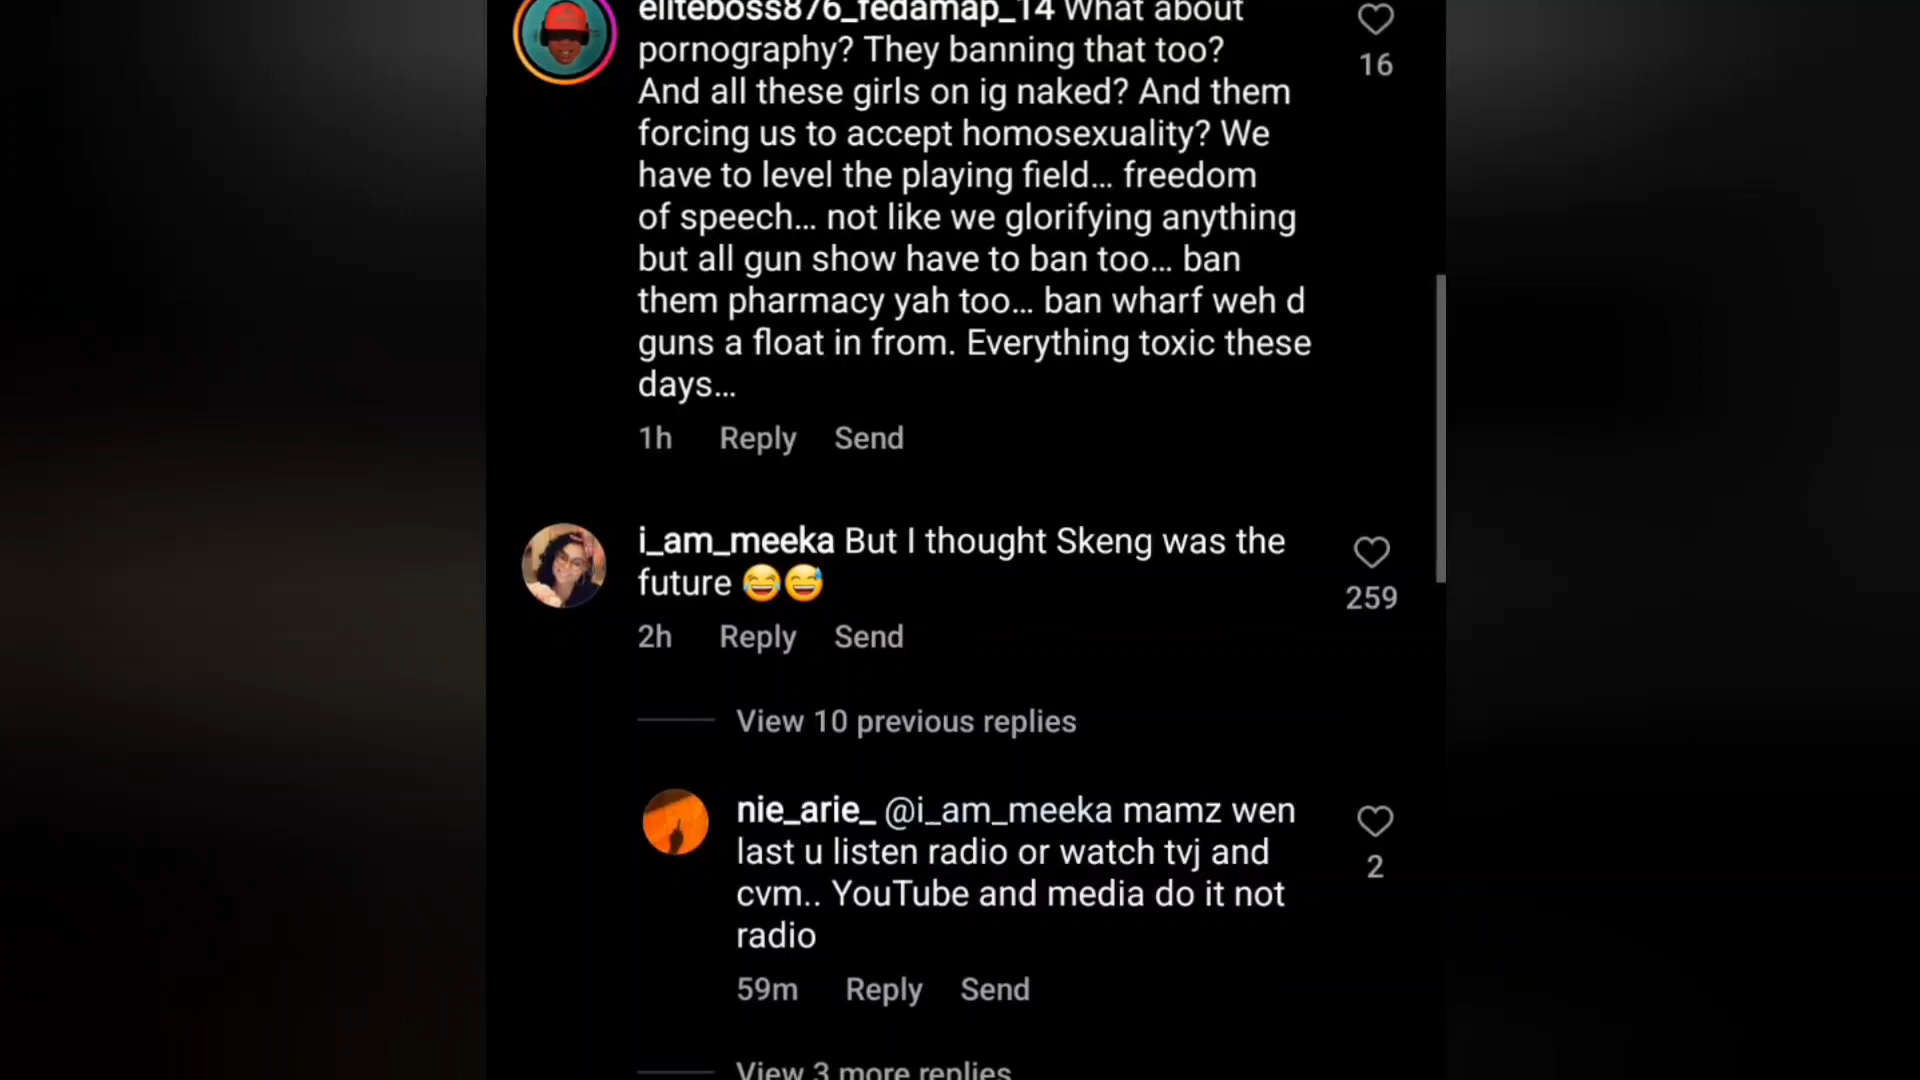 eliteboss876_fedamap_14 What about
16
pornography? They banning that too?
And all these girls on ig naked? And them
forcing us to accept homosexuality? We
have to level the playing field... freedom
of speech... not like we glorifying anything
but all gun show have to ban too... ban
them pharmacy yah too... ban wharf weh d
guns a float in from. Everything toxic these
days...
1h Reply Send
i_am_meeka But I thought Skeng was the
future 😂😅
259
2h Reply Send
View 10 previous replies
nie_arie_ @i_am_meeka mamz wen
last u listen radio or watch tvj and
2
cvm.. YouTube and media do it not
radio
59m Reply Send
View 3 more replies